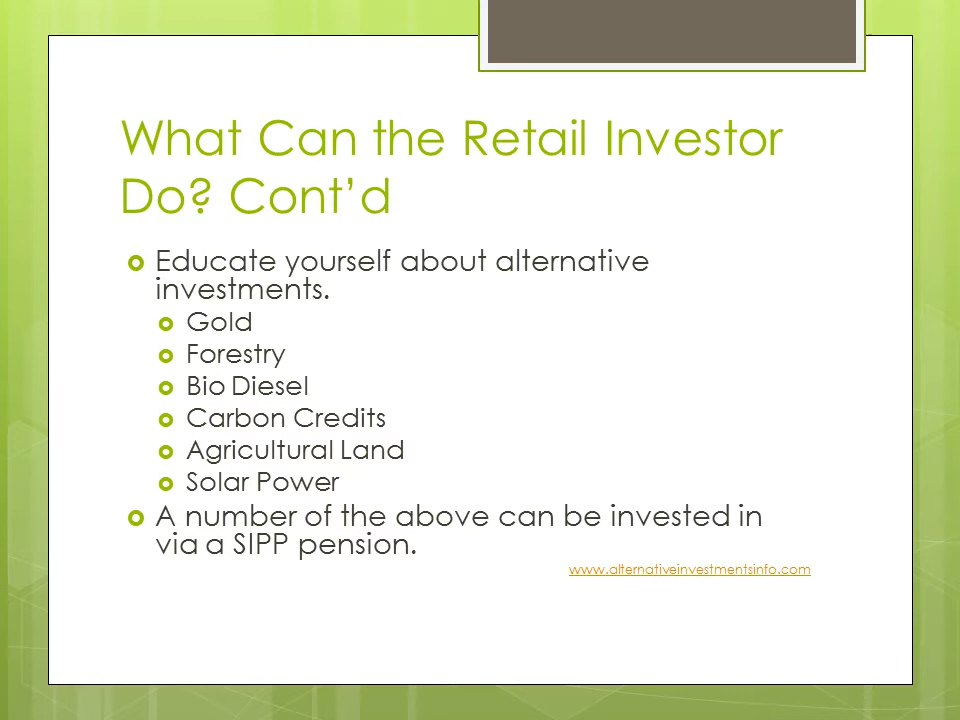 What Can the Retail Investor
Do? Cont’d
Educate yourself about alternative
investments.
Gold
Forestry
Bio Diesel
Carbon Credits
Agricultural Land
Solar Power
A number of the above can be invested in
via a SIPP pension.
www.alternativeinvestmentsinfo.com